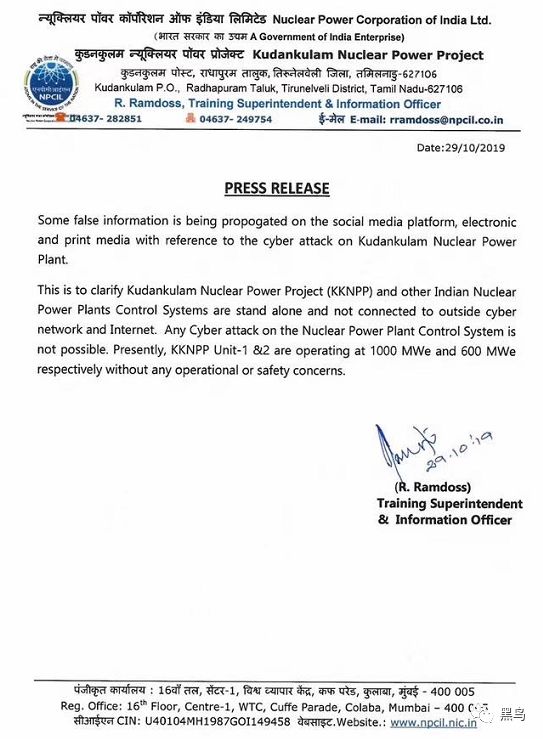 न्यूक्लियर पॉवर कॉर्पोरेशन ऑफ इंडिया लिमिटेड Nuclear Power Corporation of India Ltd.
(भारत सरकार का उद्यम A Government of India Enterprise)
कुडनकुलम न्यूक्लियर पॉवर प्रोजेक्ट Kudankulam Nuclear Power Project
कुडनकुलम पोस्ट, राधापुरम तालुक, तिरुनेलवेली जिला, तमिलनाडु-627106
Kudankulam P.O., Radhapuram Taluk, Tirunelveli District, Tamil Nadu-627106
R. Ramdoss, Training Superintendent & Information Officer
एनपीसीआईएल
NPCIL
04637- 282851 04637- 249754 ई-मेल E-mail: rramdoss@npcil.co.in
Date:29/10/2019
PRESS RELEASE
Some false information is being propogated on the social media platform, electronic
and print media with reference to the cyber attack on Kudankulam Nuclear Power
Plant.
This is to clarify Kudankulam Nuclear Power Project (KKNPP) and other Indian Nuclear
Power Plants Control Systems are stand alone and not connected to outside cyber
network and Internet. Any Cyber attack on the Nuclear Power Plant Control System is
not possible. Presently, KKNPP Unit-1 &2 are operating at 1000 MWe and 600 MWe
respectively without any operational or safety concerns.
29.10.19
(R. Ramdoss)
Training Superintendent
& Information Officer
पंजीकृत कार्यालय : 16वाँ तल, सेंटर-1, विश्व व्यापार केंद्र, कफ परेड, कुलाबा, मुंबई - 400 005
Reg. Office: 16th Floor, Centre-1, WTC, Cuffe Parade, Colaba, Mumbai – 400
सीआईएन CIN: U40104MH1987GOI149458 वेबसाइट.Website.: www.npcil.nic.in
黑鸟